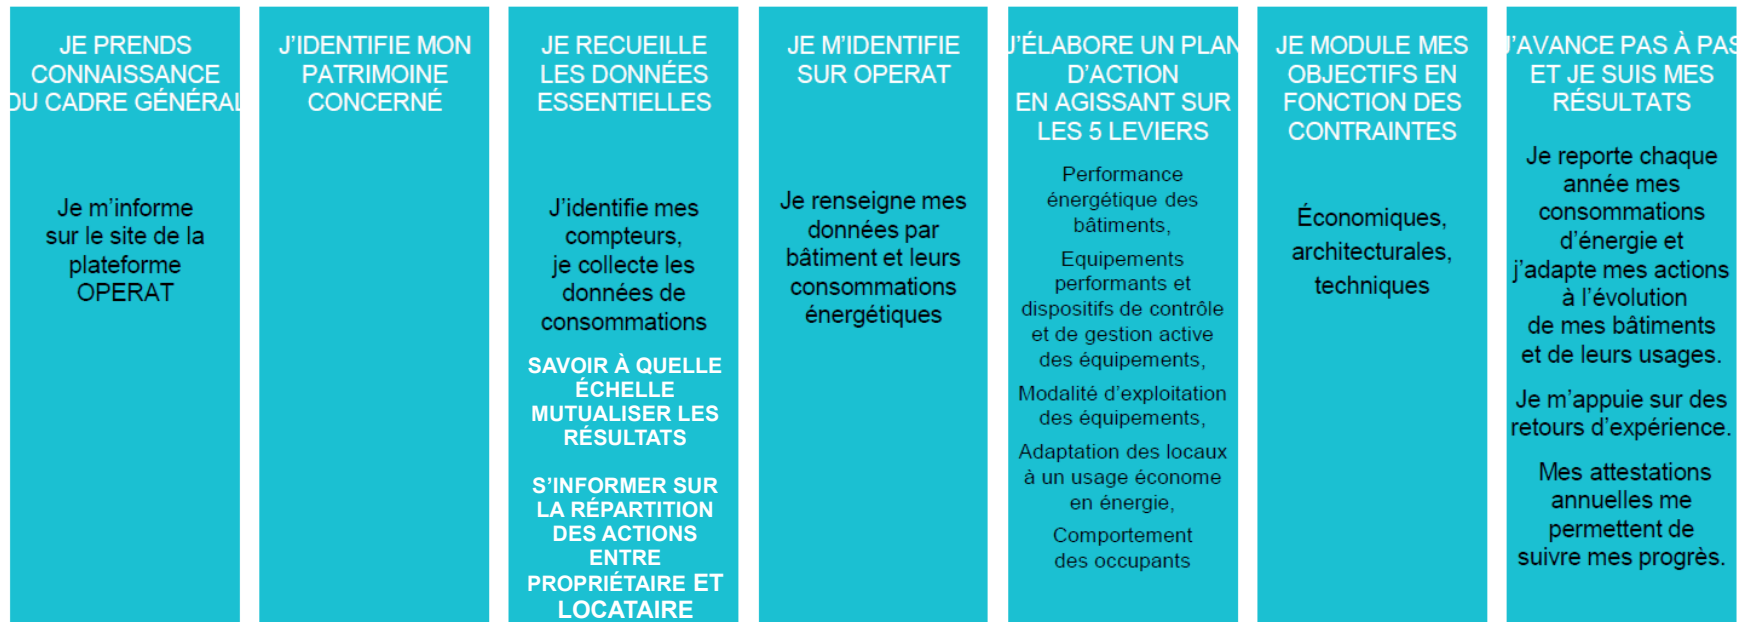 JE PRENDS
CONNAISSANCE
DU CADRE GÉNÉRAL
Je m’informe
sur le site de la
plateforme
OPERAT
J’IDENTIFIE MON
PATRIMOINE
CONCERNÉ
JE RECUEILLE
LES DONNÉES
ESSENTIELLES
J’identifie mes
compteurs,
je collecte les
données de
consommations
SAVOIR À QUELLE
ÉCHELLE
MUTUALISER LES
RÉSULTATS
S’INFORMER SUR
LA RÉPARTITION
DES ACTIONS
ENTRE
PROPRIÉTAIRE ET
LOCATAIRE
JE M’IDENTIFIE
SUR OPERAT
Je renseigne mes
données par
bâtiment et leurs
consommations
énergétiques
J’ÉLABORE UN PLAN
D’ACTION
EN AGISSANT SUR
LES 5 LEVIERS
Performance
énergétique des
bâtiments,
Equipements
performants et
dispositifs de contrôle
et de gestion active
des équipements,
Modalité d’exploitation
des équipements,
Adaptation des locaux
à un usage économe
en énergie,
Comportement
des occupants
JE MODULE MES
OBJECTIFS EN
FONCTION DES
CONTRAINTES
Économiques,
architecturales,
techniques
J’AVANCE PAS À PAS
ET JE SUIS MES
RÉSULTATS
Je reporte chaque
année mes
consommations
d’énergie et
j’adapte mes actions
à l’évolution
de mes bâtiments
et de leurs usages.
Je m’appuie sur des
retours d’expérience.
Mes attestations
annuelles me
permettent de
suivre mes progrès.